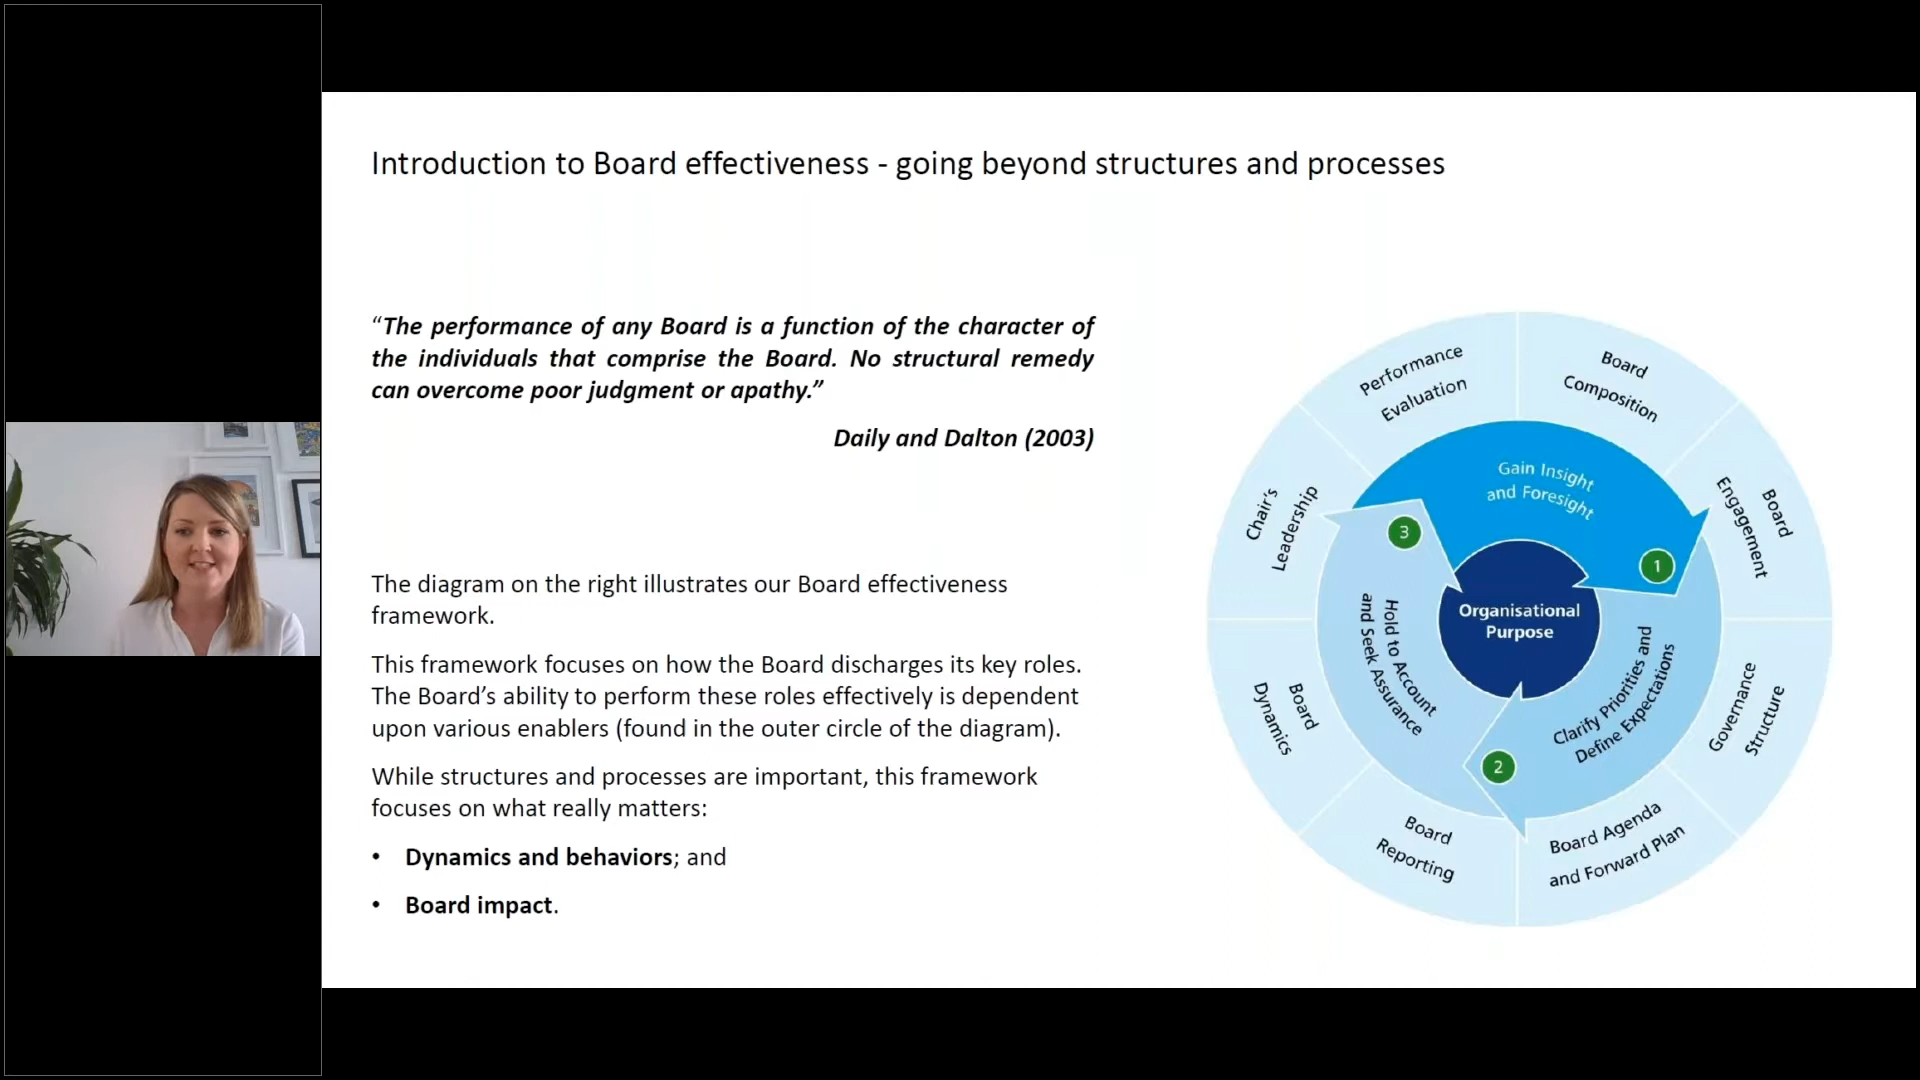 Introduction to Board effectiveness - going beyond structures and processes
“The performance of any Board is a function of the character of
the individuals that comprise the Board. No structural remedy
can overcome poor judgment or apathy.”
Daily and Dalton (2003)
The diagram on the right illustrates our Board effectiveness
framework.
This framework focuses on how the Board discharges its key roles.
The Board’s ability to perform these roles effectively is dependent
upon various enablers (found in the outer circle of the diagram).
While structures and processes are important, this framework
focuses on what really matters:
• Dynamics and behaviors; and
• Board impact.
Performance
Evaluation
Board
Composition
Board
Engagement
Governance
Structure
Board Agenda
and Forward Plan
Board
Reporting
Board
Dynamics
Chair’s
Leadership
Gain Insight
and Foresight
1
Clarify Priorities and
Define Expectations
2
Hold to Account
and Seek Assurance
3
Organisational
Purpose